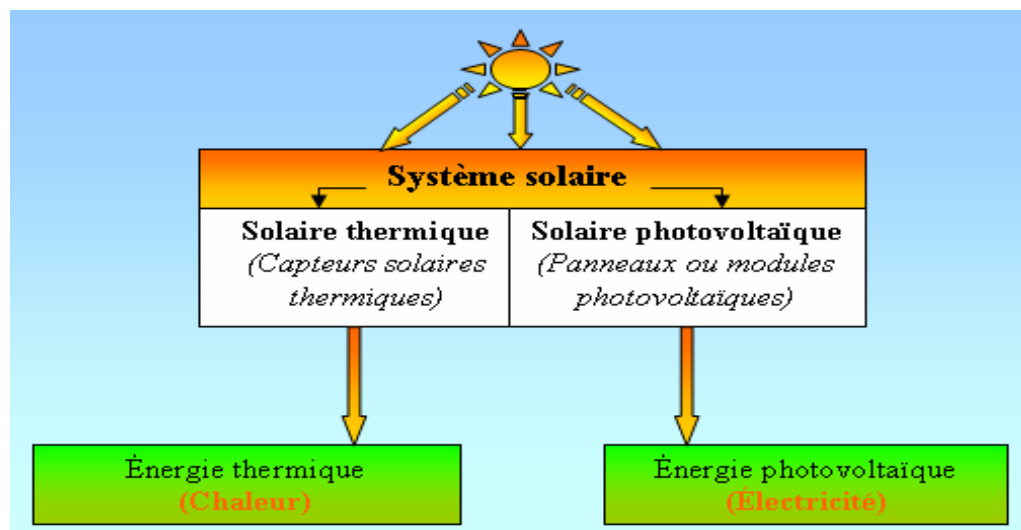 Système solaire
Solaire thermique
(Capteurs solaires
thermiques)
Solaire photovoltaïque
(Panneaux ou modules
photovoltaïques)
Énergie thermique
(Chaleur)
Énergie photovoltaïque
(Électricité)